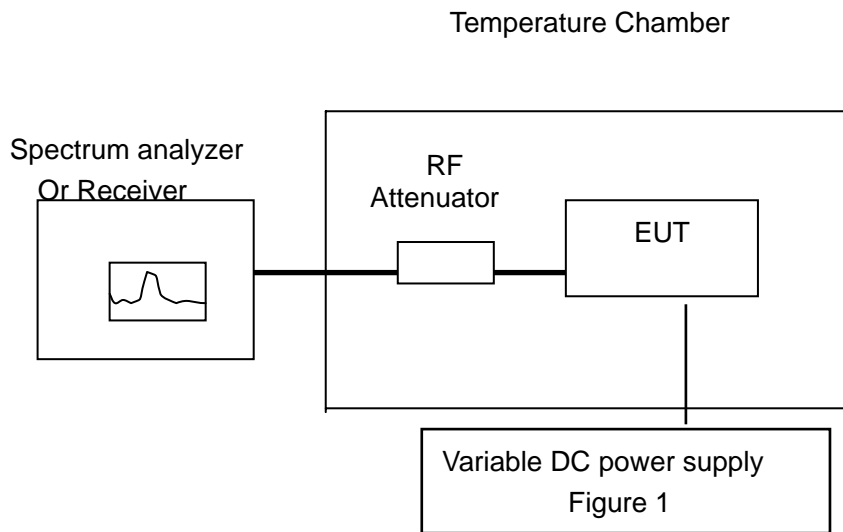 Temperature Chamber
Spectrum analyzer
Or Receiver
RF
Attenuator
EUT
Variable DC power supply
Figure 1